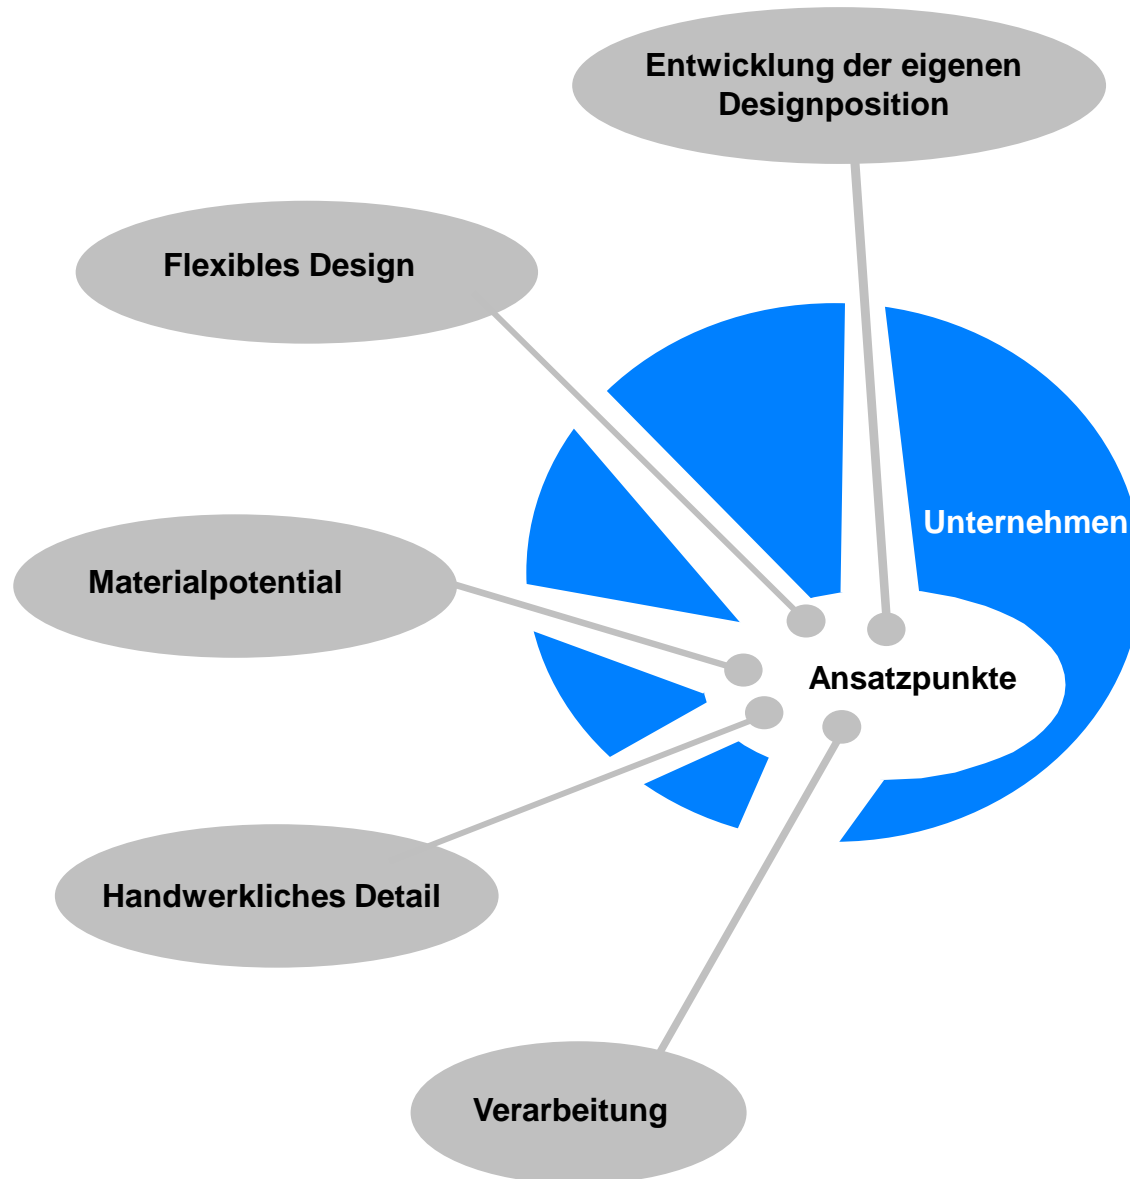 Entwicklung der eigenen
Designposition
Flexibles Design
Unternehmen
Materialpotential
Ansatzpunkte
Handwerkliches Detail
Verarbeitung